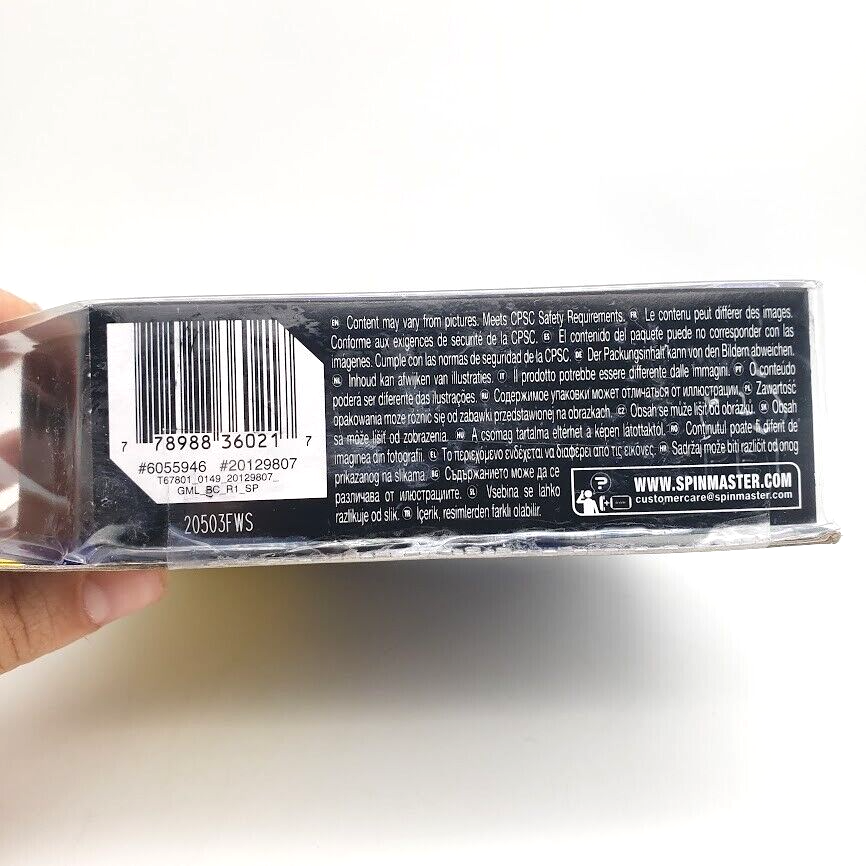 7 78988 36021 7
#6055946 #20129807
T67801_0149_20129807_
GML_BC_R1_SP
20503FWS
EN Content may vary from pictures. Meets CPSC Safety Requirements. FR Le contenu peut différer des images.
Conforme aux exigences de sécurité de la CPSC. ES El contenido del paquete puede no corresponder con las
imágenes. Cumple con las normas de seguridad de la CPSC. DE Der Packungsinhalt kann von den Bildern abweichen.
NL Inhoud kan afwijken van illustraties. IT Il prodotto potrebbe essere differente dalle immagini. PT O conteúdo
poderá ser diferente das ilustrações. RU Содержимое упаковки может отличаться от иллюстрации. PL Zawartość
opakowania może różnić się od zabawki przedstawionej na obrazkach. CZ Obsah se může lišit od obrázku. SK Obsah
sa môže líšiť od zobrazenia. HU A csomag tartalma eltérhet a képen láthatóktól. RO Conținutul poate fi diferit de
imaginea din fotografii. EL Το περιεχόμενο ενδέχεται να διαφέρει από τις εικόνες. HR Sadržaj može biti različit od onog
prikazanog na slikama. BG Съдържанието може да се
различава от илюстрациите. SL Vsebina se lahko
razlikuje od slik. TR İçerik, resimlerden farklı olabilir.
WWW.SPINMASTER.COM
customercare@spinmaster.com